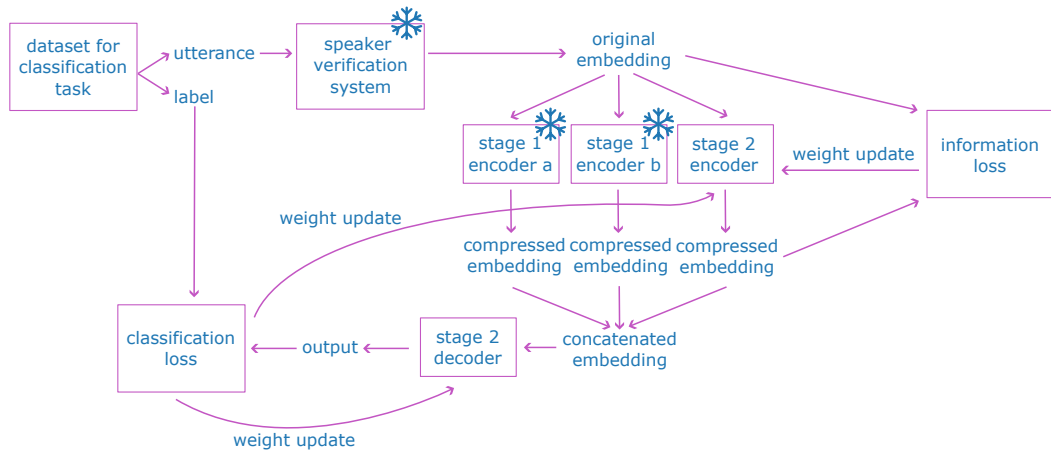 dataset for
classification
task
utterance
label
speaker
verification
system
original
embedding
stage 1
encoder a
stage 1
encoder b
stage 2
encoder
weight update
information
loss
weight update
compressed
embedding
compressed
embedding
compressed
embedding
classification
loss
output
stage 2
decoder
concatenated
embedding
weight update